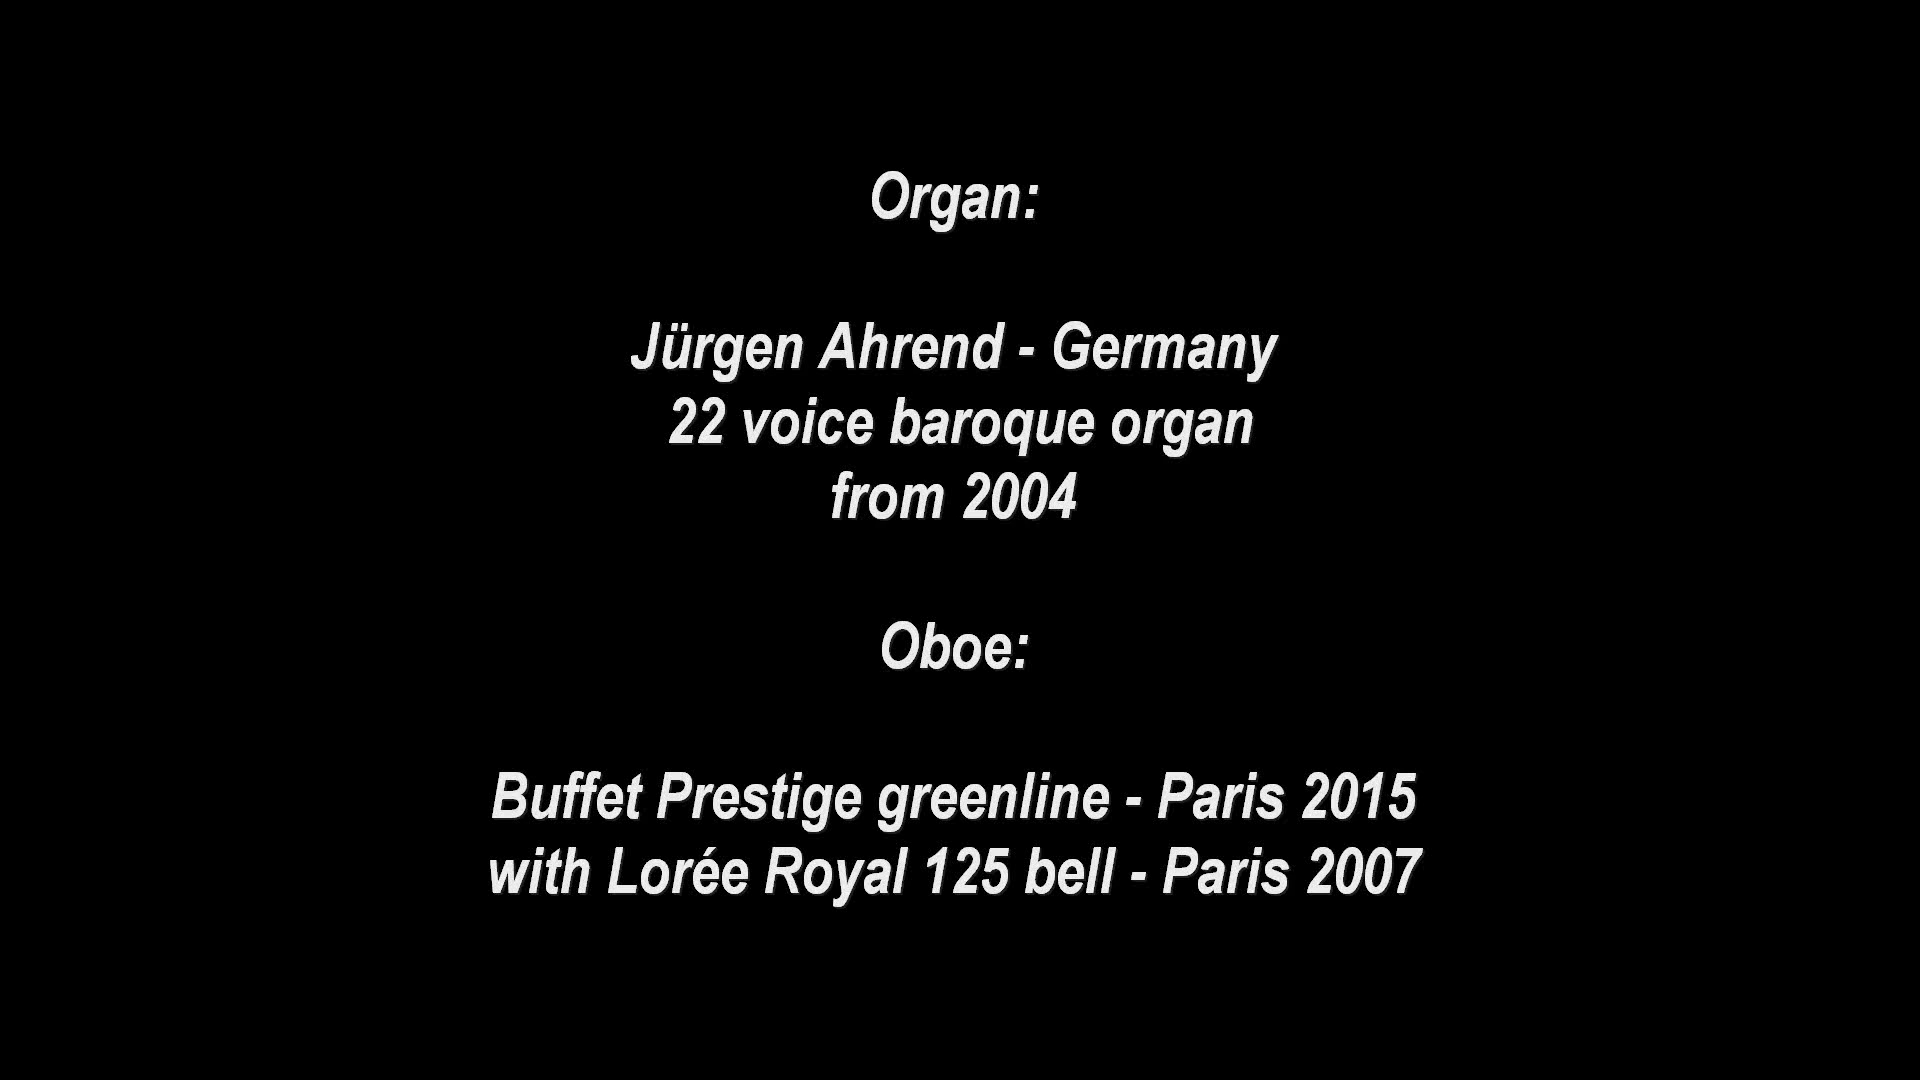 Organ:
Jürgen Ahrend - Germany
22 voice baroque organ
from 2004
Oboe:
Buffet Prestige greenline - Paris 2015
with Lorée Royal 125 bell - Paris 2007